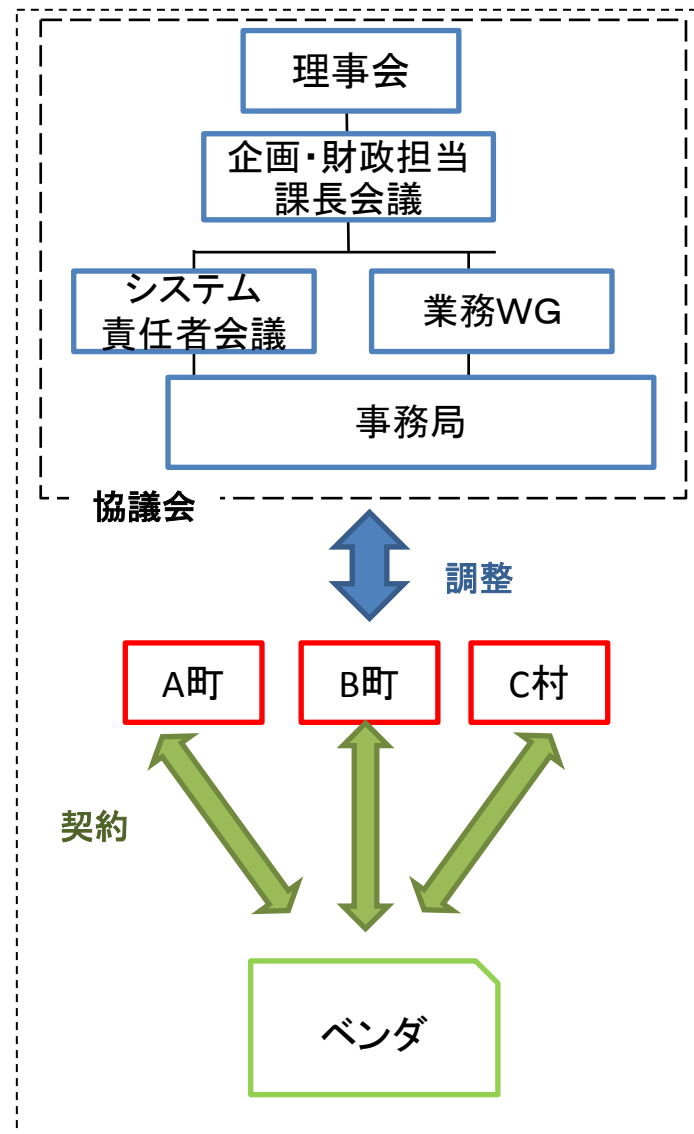 理事会
企画・財政担当
課長会議
システム
責任者会議
業務WG
事務局
協議会
調整
A町
B町
C村
契約
ベンダ